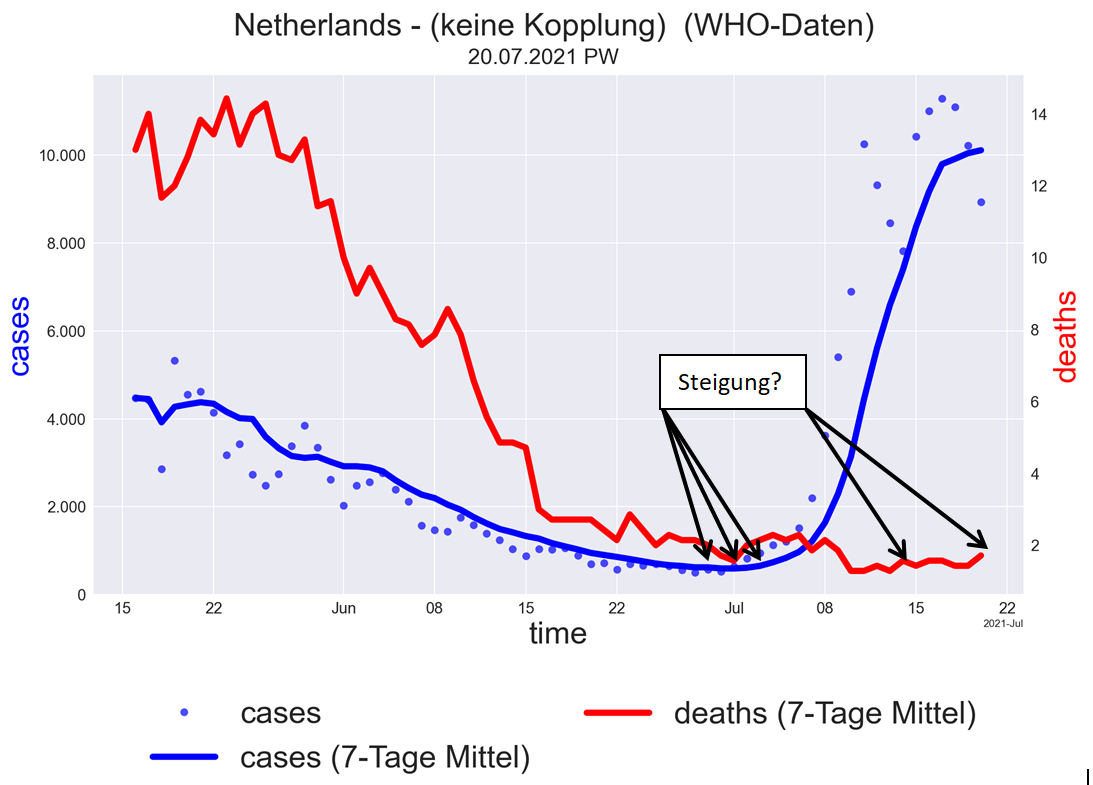 Netherlands - (keine Kopplung)  (WHO-Daten)
20.07.2021 PW
cases
10.000
8.000
6.000
4.000
2.000
0
14
12
10
8
6
4
2
deaths
Steigung?
15 22 Jun 08 15 22 Jul 08 15 22
2021-Jul
time
cases
deaths (7-Tage Mittel)
cases (7-Tage Mittel)